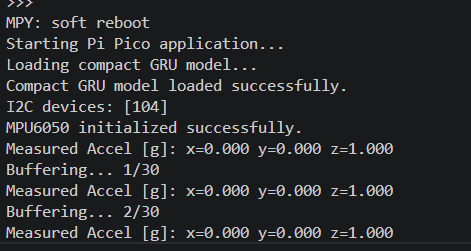 >>>
MPY: soft reboot
Starting Pi Pico application...
Loading compact GRU model...
Compact GRU model loaded successfully.
I2C devices: [104]
MPU6050 initialized successfully.
Measured Accel [g]: x=0.000 y=0.000 z=1.000
Buffering... 1/30
Measured Accel [g]: x=0.000 y=0.000 z=1.000
Buffering... 2/30
Measured Accel [g]: x=0.000 y=0.000 z=1.000